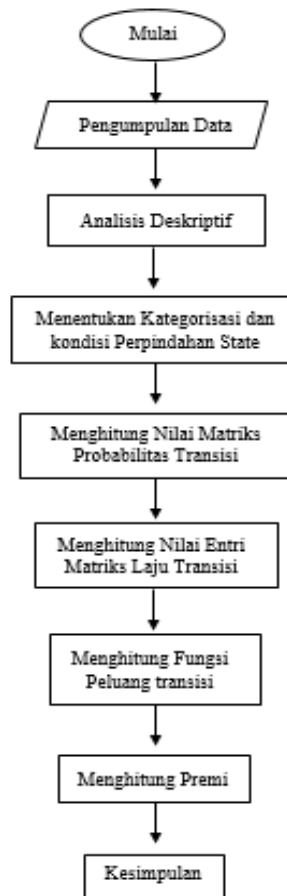 Mulai
Pengumpulan Data
Analisis Deskriptif
Menentukan Kategorisasi dan
kondisi Perpindahan State
Menghitung Nilai Matriks
Probabilitas Transisi
Menghitung Nilai Entri
Matriks Laju Transisi
Menghitung Fungsi
Peluang transisi
Menghitung Premi
Kesimpulan